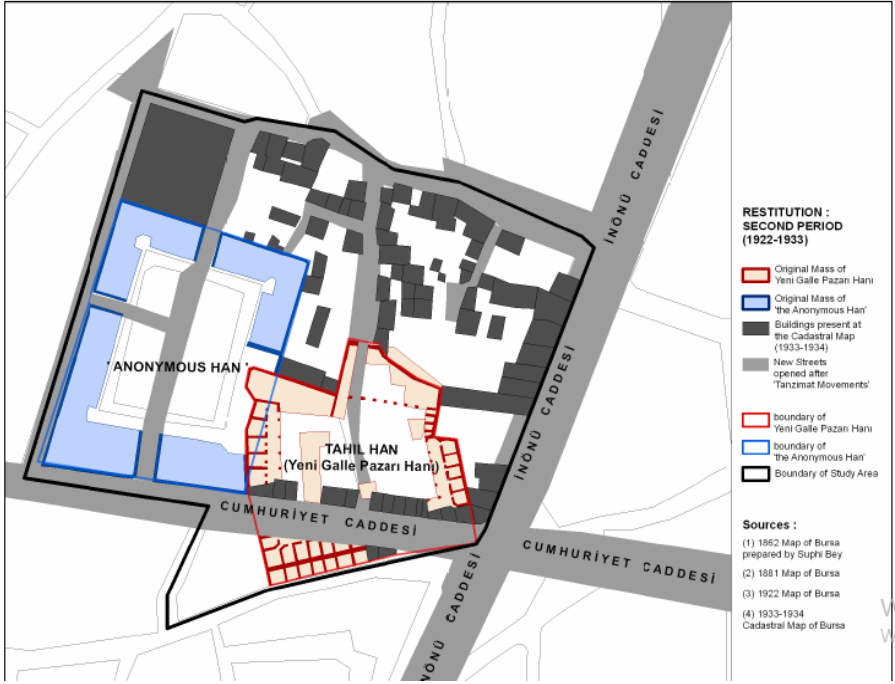 İNÖNÜ CADDESİ
İNÖNÜ CADDESİ
İNÖNÜ CADDESİ
'ANONYMOUS HAN '
TAHIL HAN
(Yeni Galle Pazarı Hanı)
CUMHURİYET CADDESİ
CUMHURİYET CADDESİ
RESTITUTION :
SECOND PERIOD
(1922-1933)
Original Mass of
Yeni Galle Pazarı Hanı
Original Mass of
'the Anonymous Han'
Buildings present at
the Cadastral Map
(1933-1934)
New Streets
opened after
'Tanzimat Movements'
boundary of
Yeni Galle Pazarı Hanı
boundary of
'the Anonymous Han'
Boundary of Study Area
Sources :
(1) 1862 Map of Bursa
prepared by Suphi Bey
(2) 1881 Map of Bursa
(3) 1922 Map of Bursa
(4) 1933-1934
Cadastral Map of Bursa